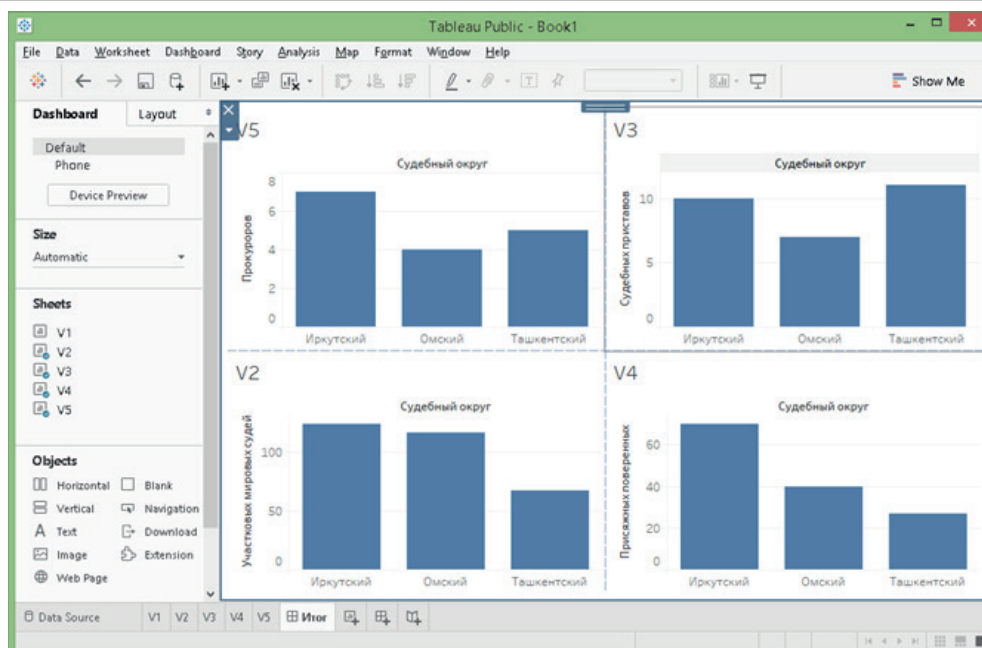 Tableau Public - Book1
File Data Worksheet Dashboard Story Analysis Map Format Window Help
Show Me
Dashboard Layout
Default
Phone
Device Preview
Size
Automatic
Sheets
V1
V2
V3
V4
V5
Objects
Horizontal Blank
Vertical Navigation
A Text Download
Image Extension
Web Page
V5
Судебный округ
Прокуроров
8
6
4
2
0
Иркутский Омский Ташкентский
V3
Судебный округ
Судебных приставов
10
5
0
Иркутский Омский Ташкентский
V2
Судебный округ
Участковых мировых судей
100
50
0
Иркутский Омский Ташкентский
V4
Судебный округ
Присяжных поверенных
60
40
20
0
Иркутский Омский Ташкентский
Data Source V1 V2 V3 V4 V5 Итог